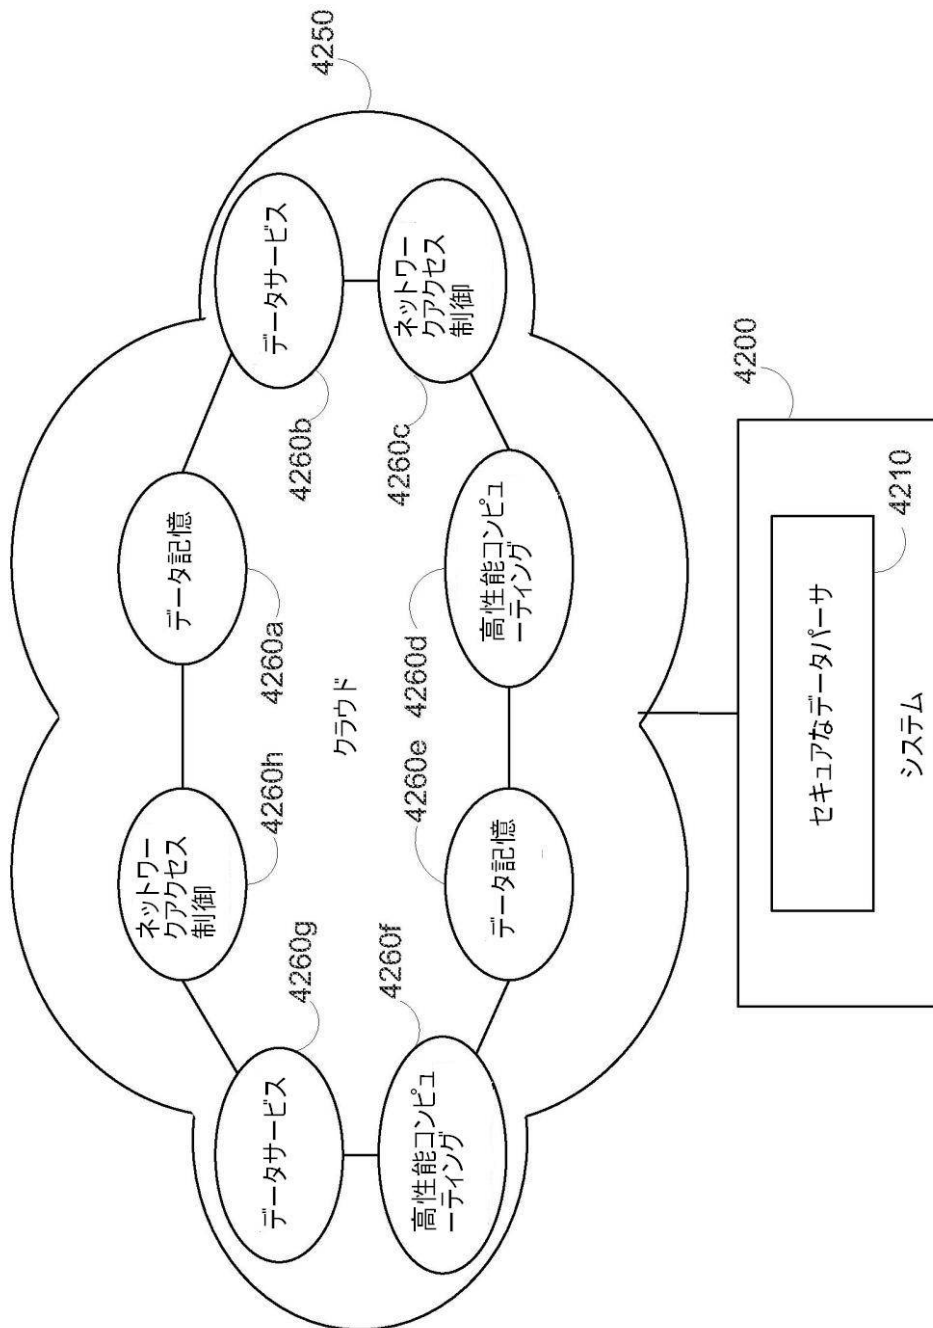 ネットワー
クアクセス
制御
4260h
データ記憶
4260a
データサービス
4260g
データサービス
4260b
4250
クラウド
高性能コンピュ
ーティング
4260f
データ記憶
4260e
高性能コンピュ
ーティング
4260d
ネットワー
クアクセス
制御
4260c
4200
セキュアなデータパーサ
4210
システム